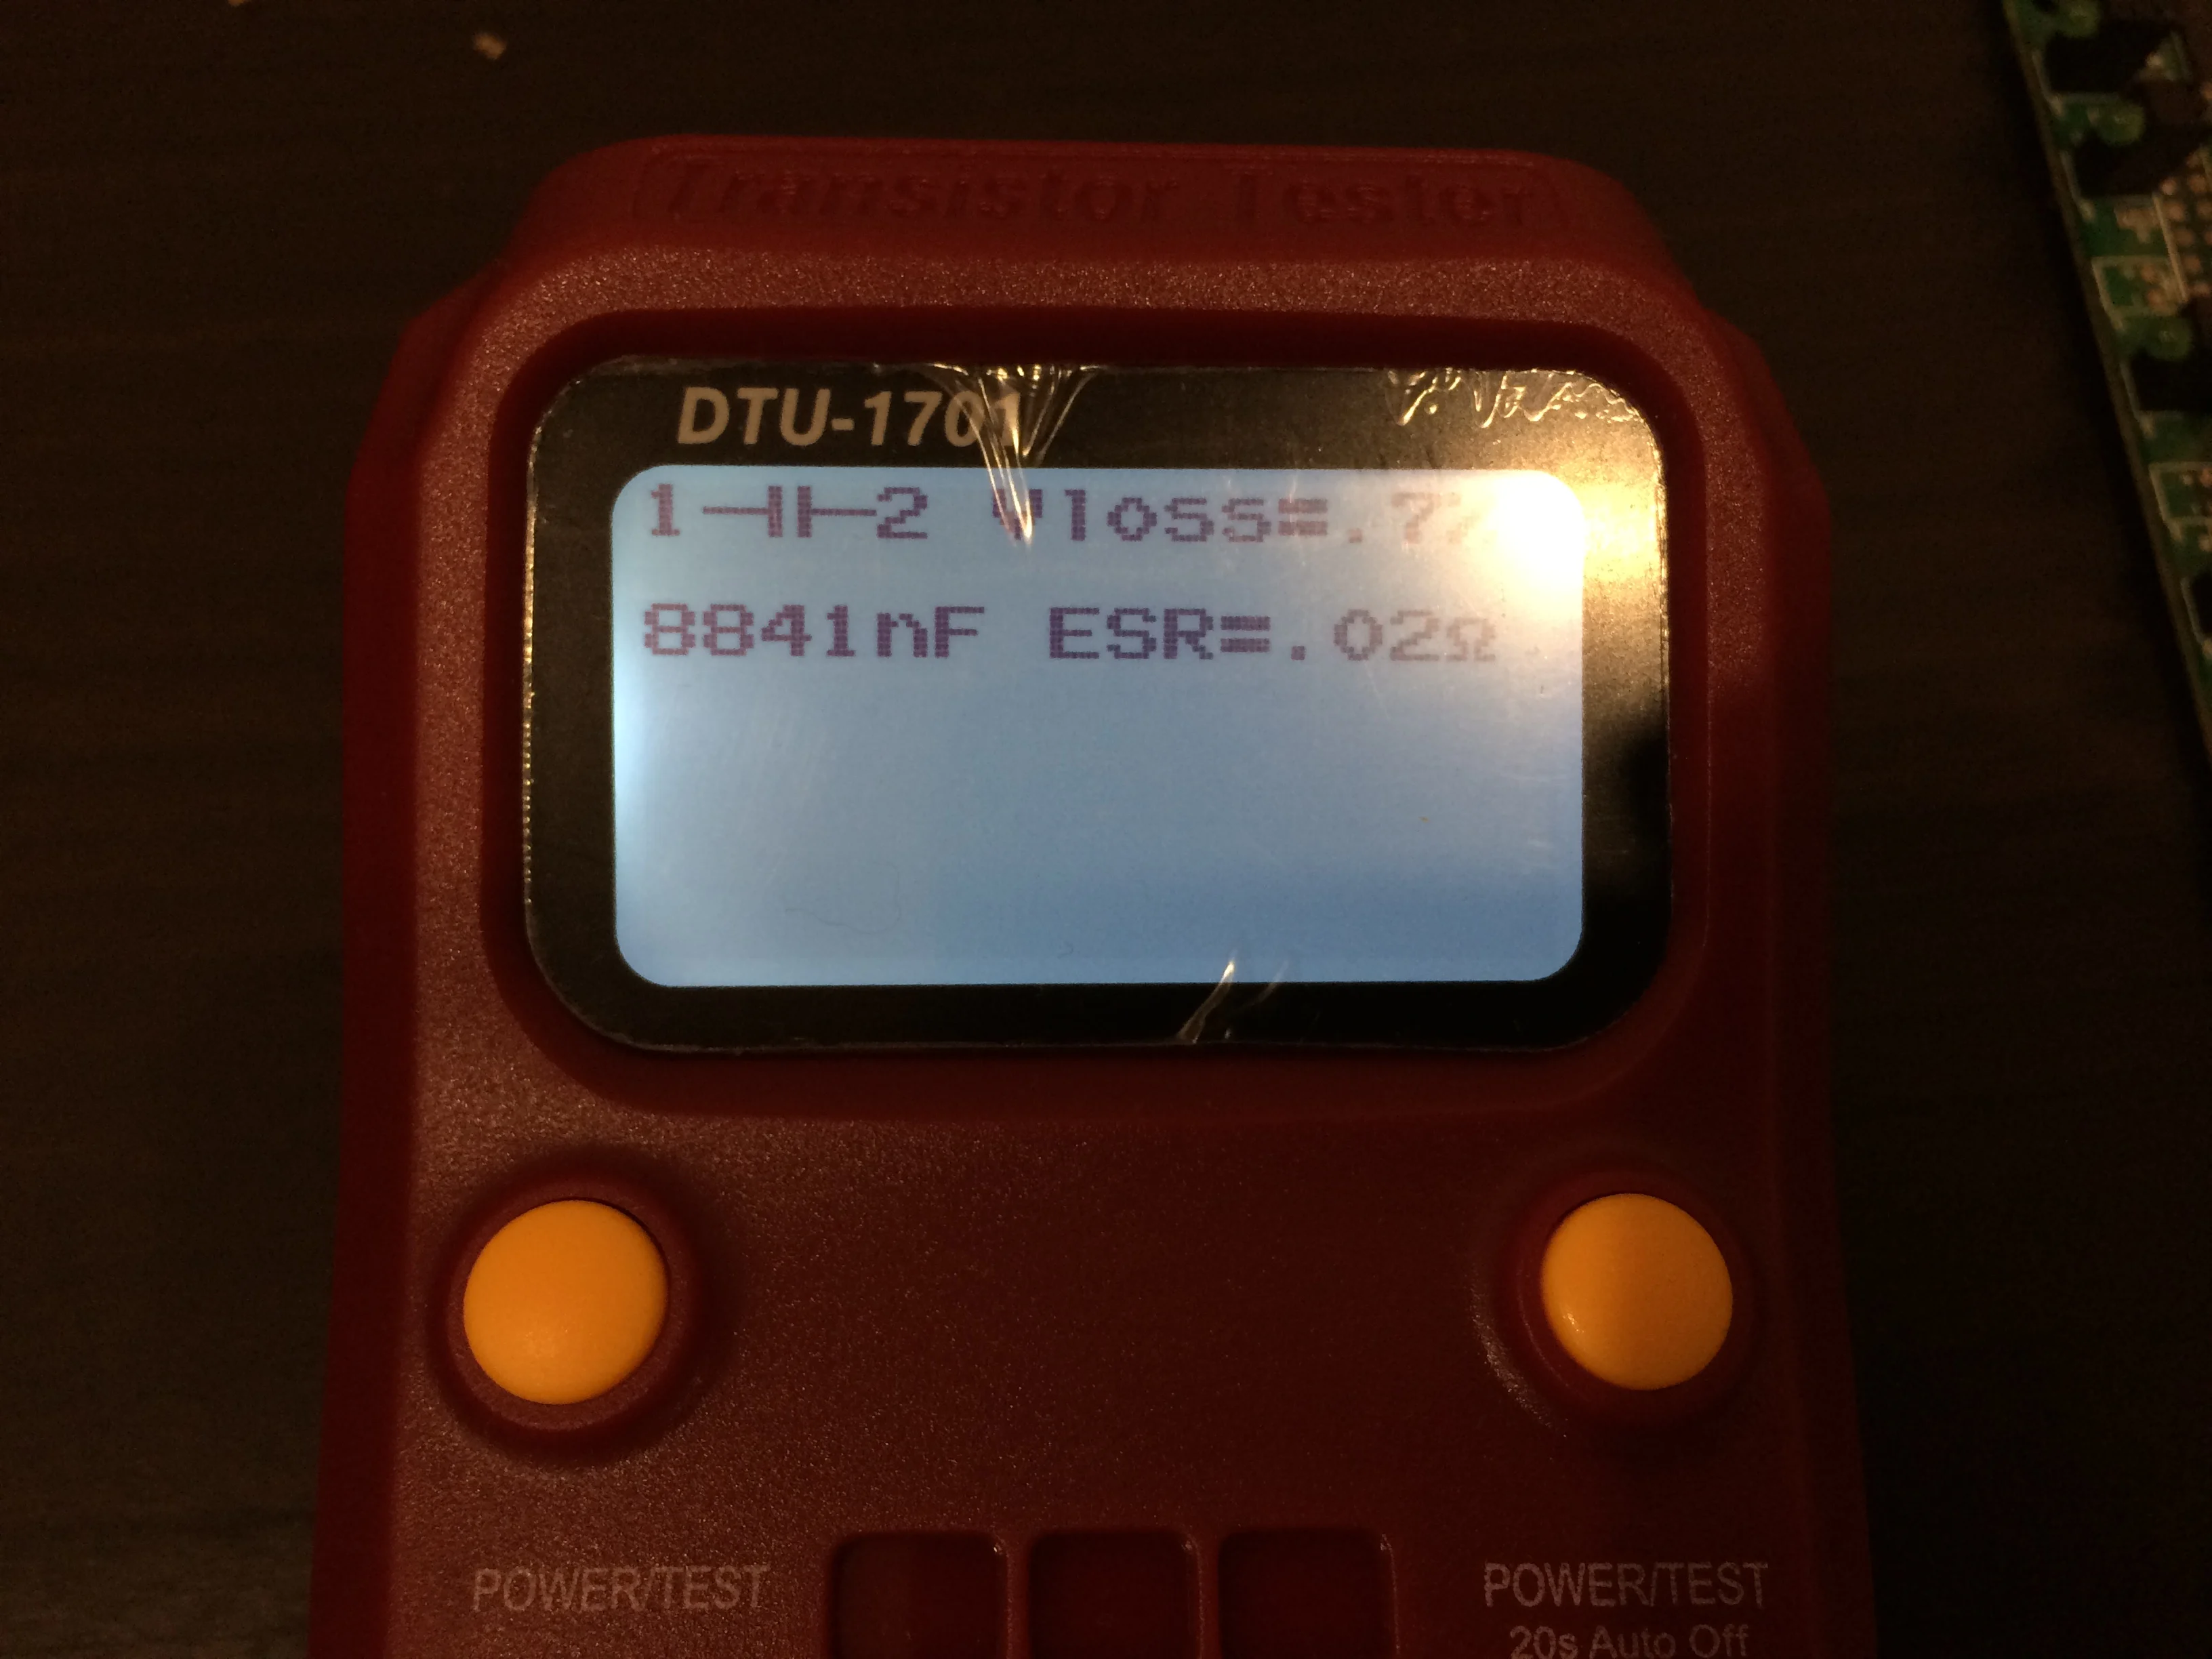 Transistor Tester
DTU-1701
1 2 Vloss=.7
8841nF ESR=.02Ω
POWER/TEST
POWER/TEST
20s Auto Off